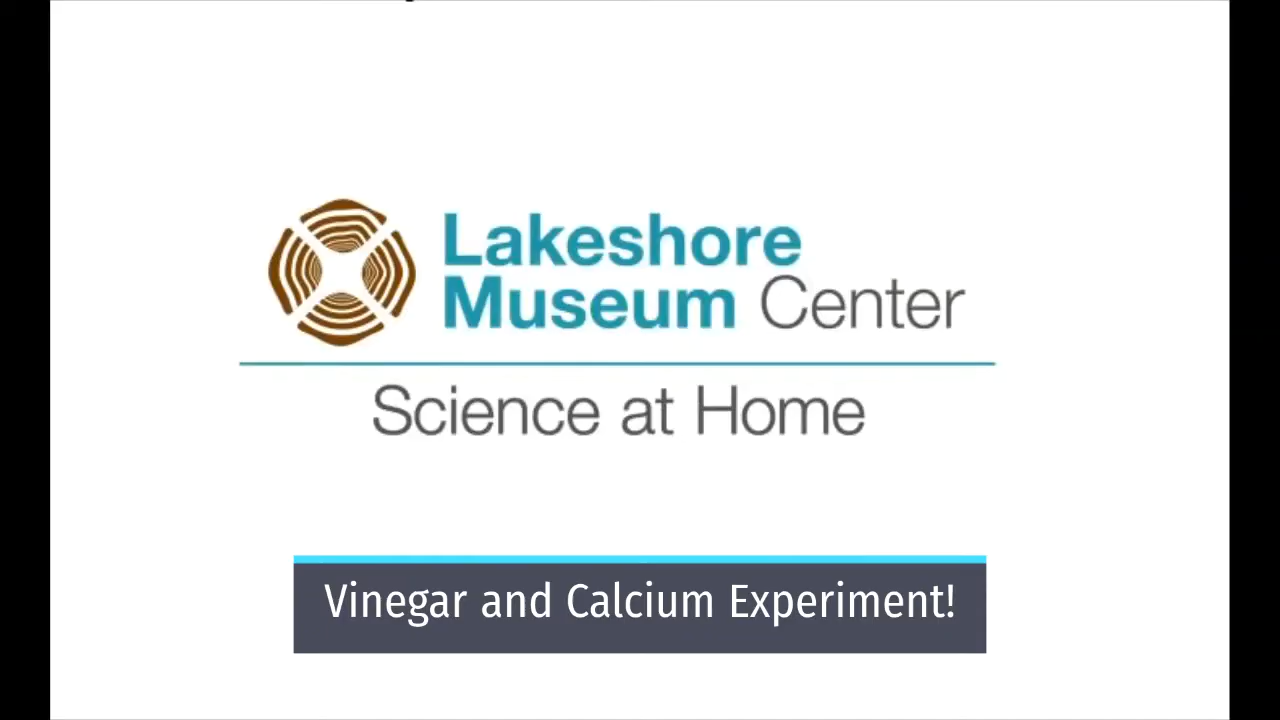 Lakeshore
Museum Center
Science at Home
Vinegar and Calcium Experiment!